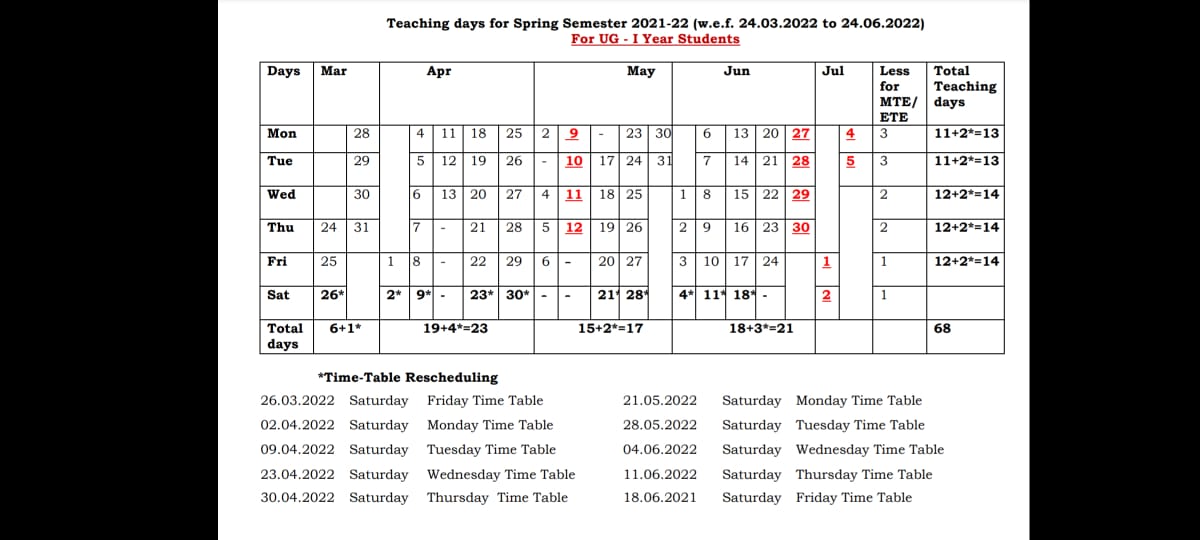 Teaching days for Spring Semester 2021-22 (w.e.f. 24.03.2022 to 24.06.2022)
For UG - I Year Students
Days Mar Apr May Jun Jul Less for MTE/ ETE Total Teaching days
Mon 28 4 11 18 25 2 9 - 23 30 6 13 20 27 4 3 11+2*=13
Tue 29 5 12 19 26 - 10 17 24 31 7 14 21 28 5 3 11+2*=13
Wed 30 6 13 20 27 4 11 18 25 1 8 15 22 29 2 12+2*=14
Thu 24 31 7 - 21 28 5 12 19 26 2 9 16 23 30 2 12+2*=14
Fri 25 1 8 - 22 29 6 - 20 27 3 10 17 24 1 1 12+2*=14
Sat 26* 2* 9* - 23* 30* - - 21* 28* 4* 11* 18* - 2 1
Total days 6+1* 19+4*=23 15+2*=17 18+3*=21 68
*Time-Table Rescheduling
26.03.2022 Saturday Friday Time Table 21.05.2022 Saturday Monday Time Table
02.04.2022 Saturday Monday Time Table 28.05.2022 Saturday Tuesday Time Table
09.04.2022 Saturday Tuesday Time Table 04.06.2022 Saturday Wednesday Time Table
23.04.2022 Saturday Wednesday Time Table 11.06.2022 Saturday Thursday Time Table
30.04.2022 Saturday Thursday Time Table 18.06.2021 Saturday Friday Time Table